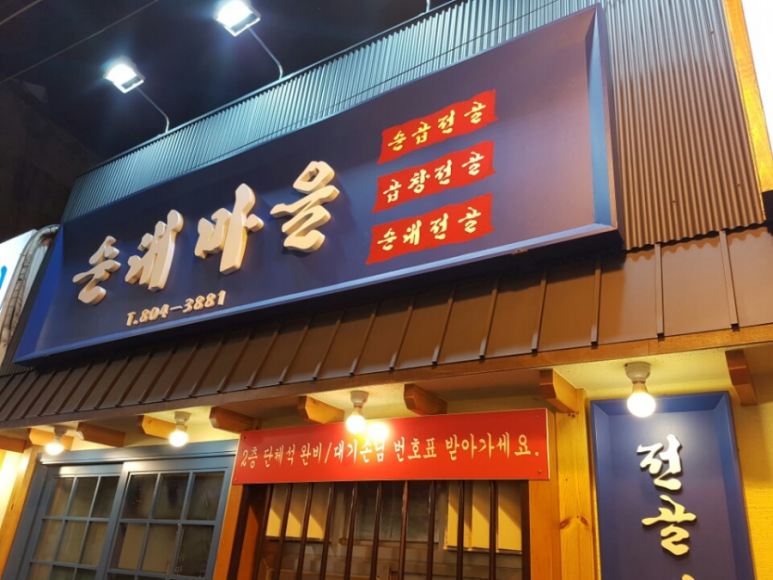 순대마을
T.804-3881
순곱전골
곱창전골
순대전골
2층 단체석 완비/대기손님 번호표 받아가세요.
전골